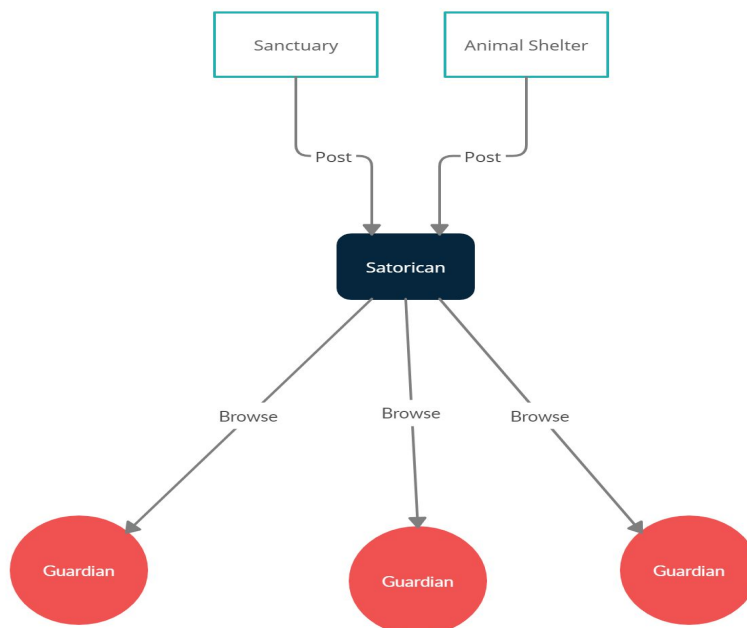 Sanctuary
Animal Shelter
Post
Post
Satorican
Browse
Browse
Browse
Guardian
Guardian
Guardian